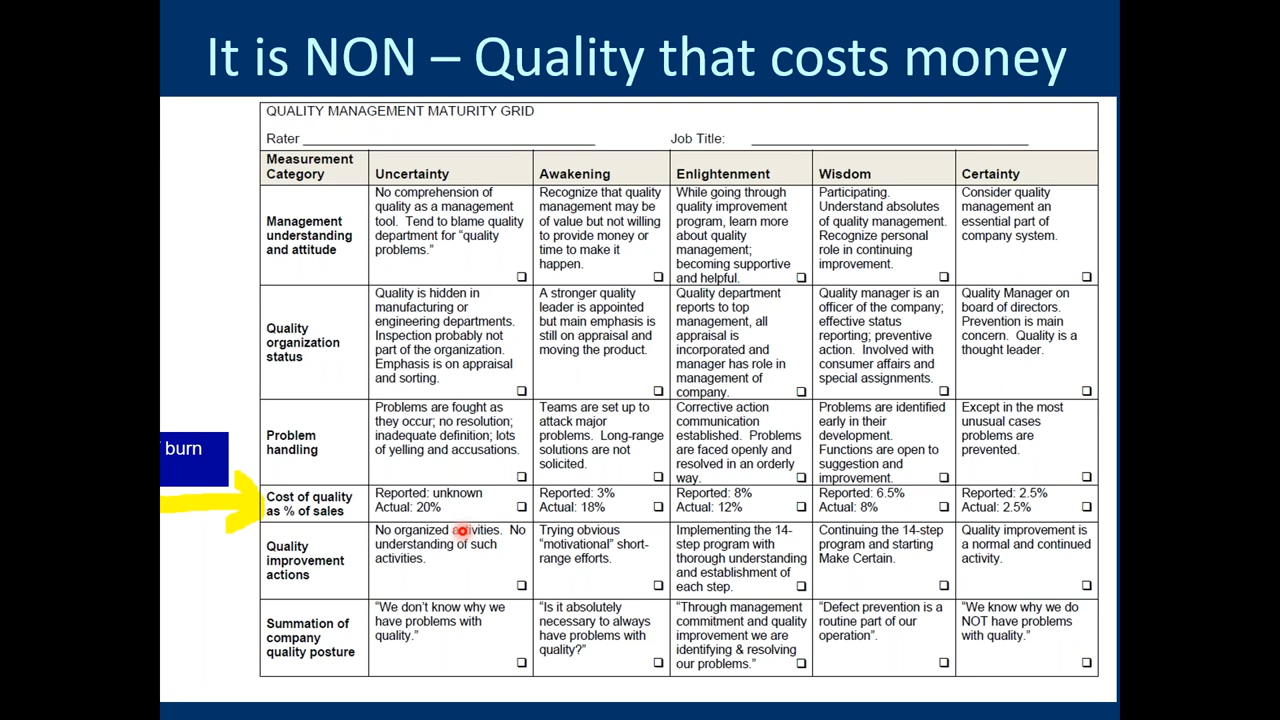 It is NON – Quality that costs money
QUALITY MANAGEMENT MATURITY GRID
Rater
Job Title:
Measurement
Category
Uncertainty
Awakening
Enlightenment
Wisdom
Certainty
Management
understanding
and attitude
No comprehension of
quality as a management
tool. Tend to blame quality
department for “quality
problems.”
Recognize that quality
management may be
of value but not willing
to provide money or
time to make it
happen.
While going through
quality improvement
program, learn more
about quality
management;
becoming supportive
and helpful.
Participating.
Understand absolutes
of quality management.
Recognize personal
role in continuing
improvement.
Consider quality
management an
essential part of
company system.
Quality
organization
status
Quality is hidden in
manufacturing or
engineering departments.
Inspection probably not
part of the organization.
Emphasis is on appraisal
and sorting.
A stronger quality
leader is appointed
but main emphasis is
still on appraisal and
moving the product.
Quality department
reports to top
management, all
appraisal is
incorporated and
manager has role in
management of
company.
Quality manager is an
officer of the company;
effective status
reporting; preventive
action. Involved with
consumer affairs and
special assignments.
Quality Manager on
board of directors.
Prevention is main
concern. Quality is a
thought leader.
Problem
handling
Problems are fought as
they occur; no resolution;
inadequate definition; lots
of yelling and accusations.
Teams are set up to
attack major
problems. Long-range
solutions are not
solicited.
Corrective action
communication
established. Problems
are faced openly and
resolved in an orderly
way.
Problems are identified
early in their
development.
Functions are open to
suggestion and
improvement.
Except in the most
unusual cases
problems are
prevented.
burn
Cost of quality
as % of sales
Reported: unknown
Actual: 20%
Reported: 3%
Actual: 18%
Reported: 8%
Actual: 12%
Reported: 6.5%
Actual: 8%
Reported: 2.5%
Actual: 2.5%
Quality
improvement
actions
No organized activities. No
understanding of such
activities.
Trying obvious
“motivational” short-
range efforts.
Implementing the 14-
step program with
thorough understanding
and establishment of
each step.
Continuing the 14-step
program and starting
Make Certain.
Quality improvement is
a normal and continued
activity.
Summation of
company
quality posture
“We don’t know why we
have problems with
quality.”
“Is it absolutely
necessary to always
have problems with
quality?”
“Through management
commitment and quality
improvement we are
identifying & resolving
our problems.”
“Defect prevention is a
routine part of our
operation”.
“We know why we do
NOT have problems
with quality.”